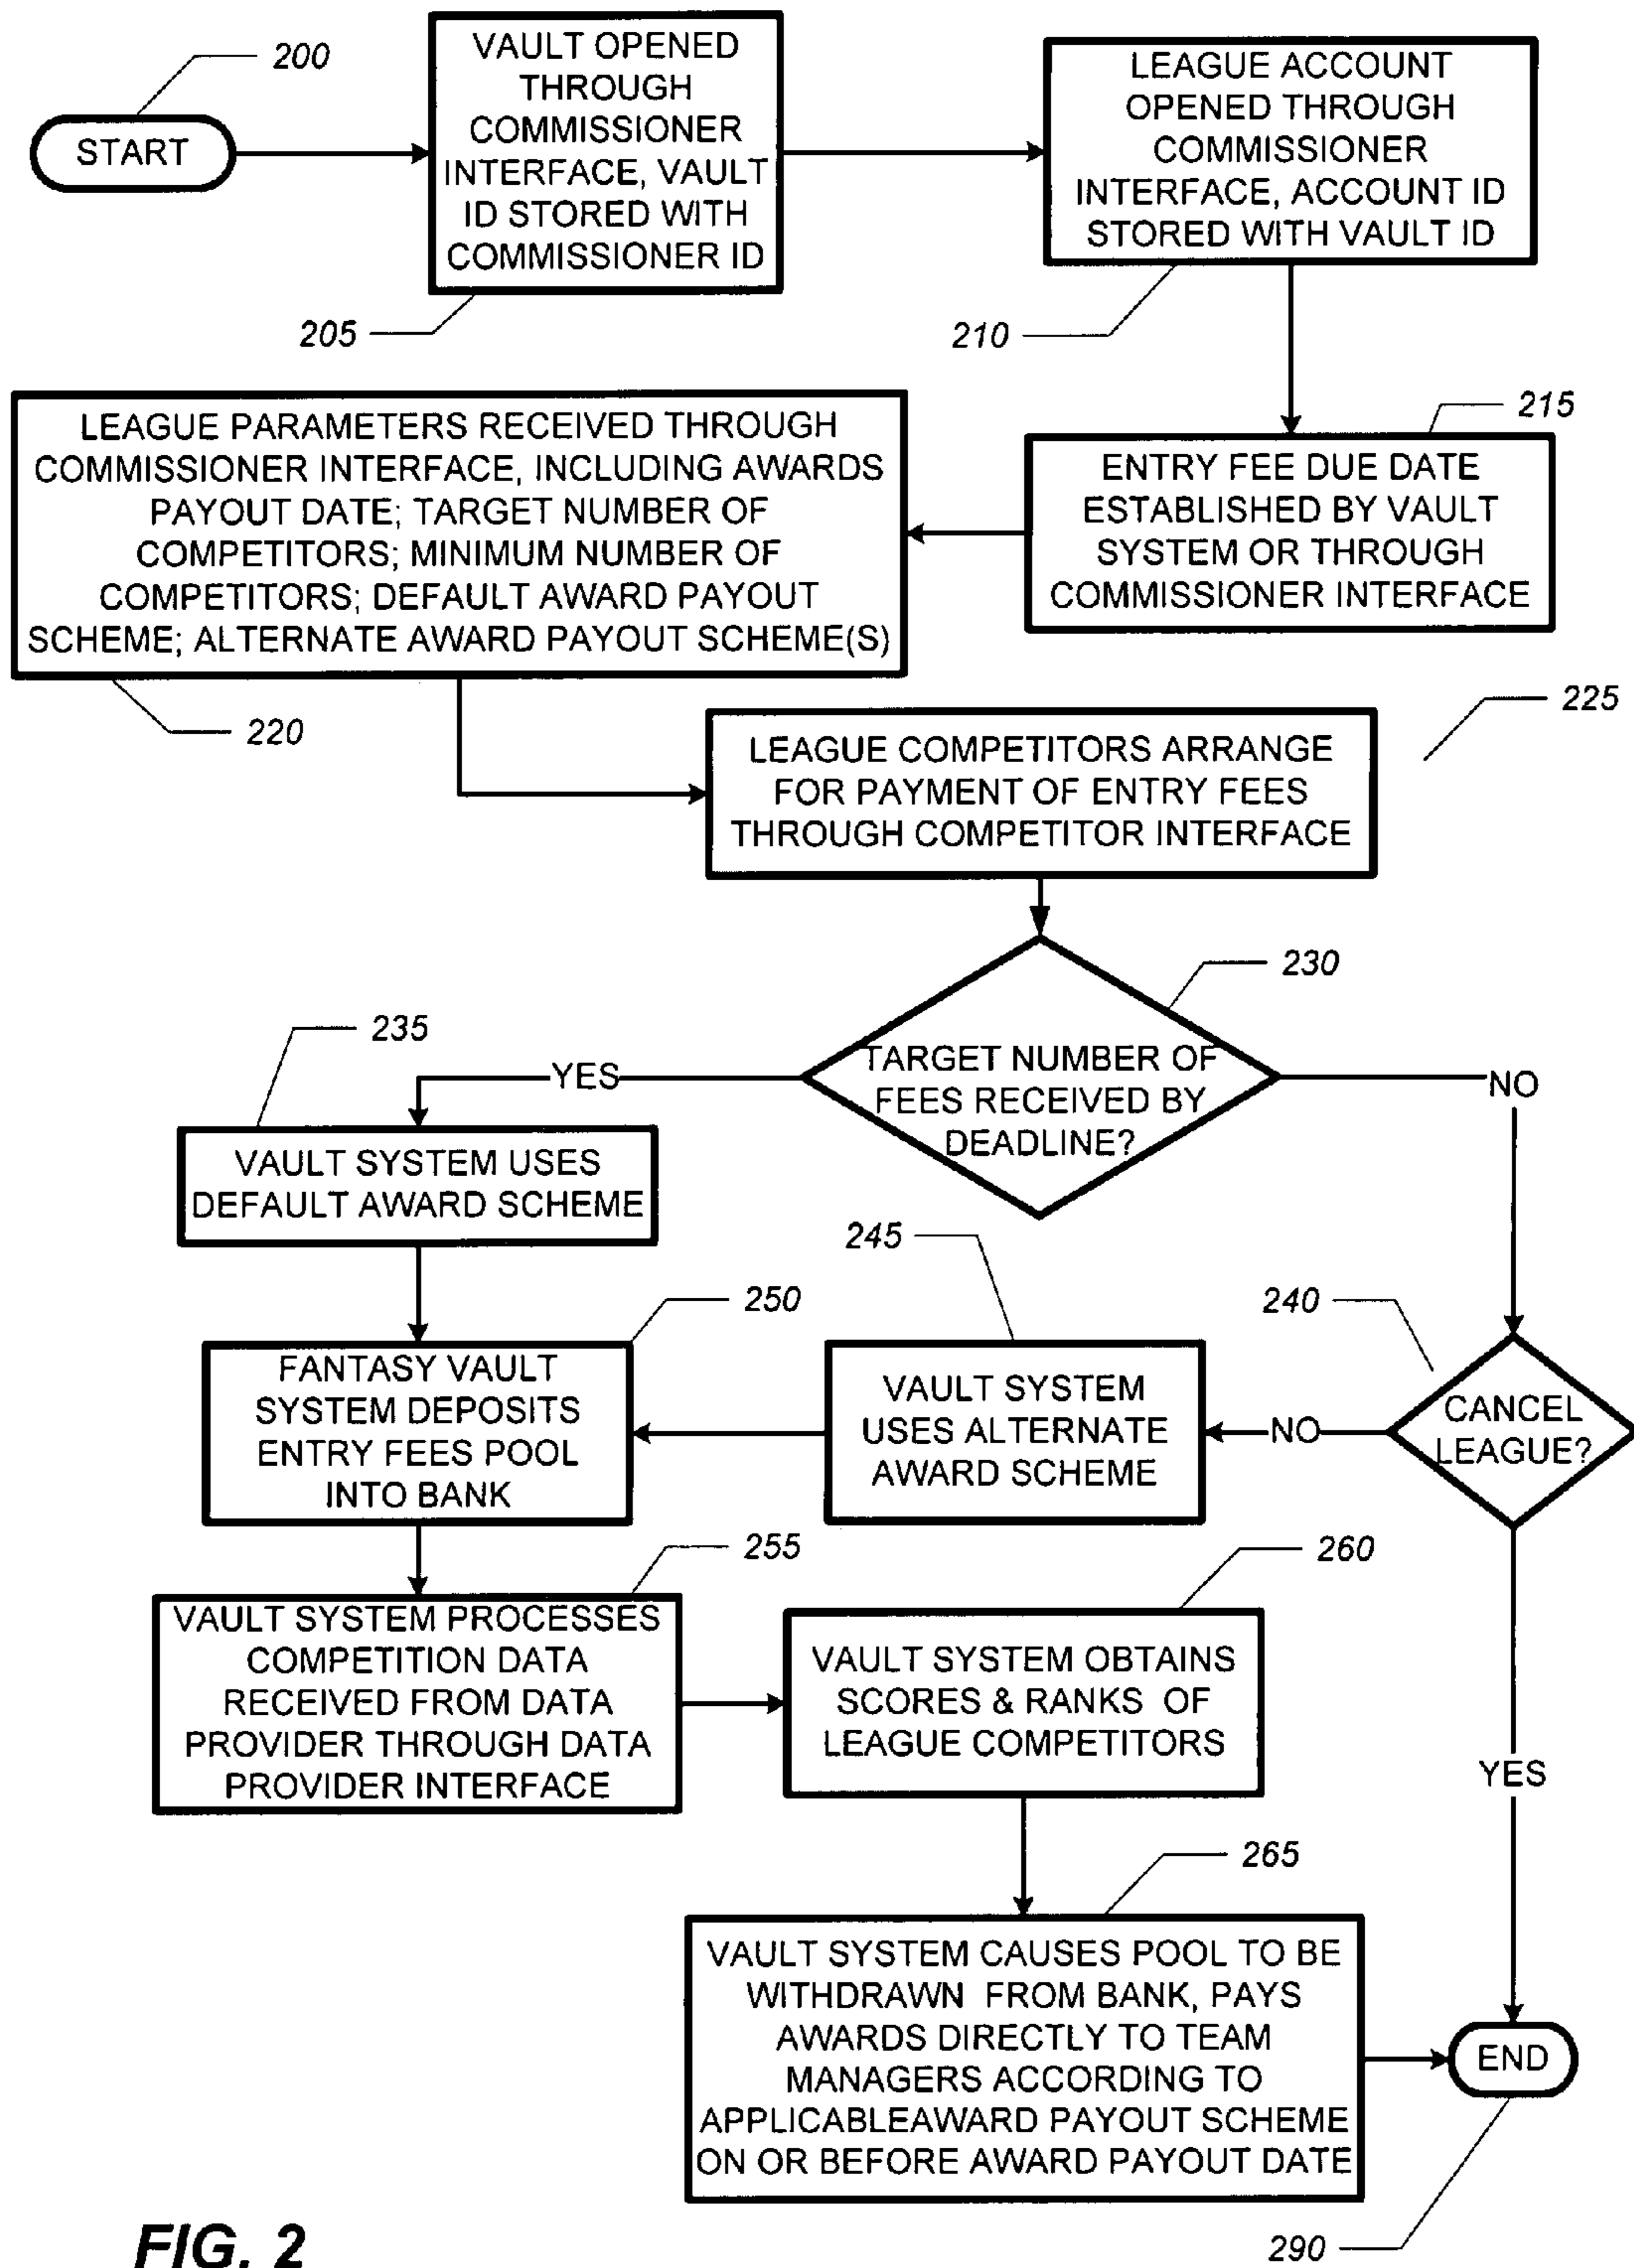 200
START
VAULT OPENED
THROUGH
COMMISSIONER
INTERFACE, VAULT
ID STORED WITH
COMMISSIONER ID
205
LEAGUE ACCOUNT
OPENED THROUGH
COMMISSIONER
INTERFACE, ACCOUNT ID
STORED WITH VAULT ID
210
215
ENTRY FEE DUE DATE
ESTABLISHED BY VAULT
SYSTEM OR THROUGH
COMMISSIONER INTERFACE
LEAGUE PARAMETERS RECEIVED THROUGH
COMMISSIONER INTERFACE, INCLUDING AWARDS
PAYOUT DATE; TARGET NUMBER OF
COMPETITORS; MINIMUM NUMBER OF
COMPETITORS; DEFAULT AWARD PAYOUT
SCHEME; ALTERNATE AWARD PAYOUT SCHEME(S)
220
225
LEAGUE COMPETITORS ARRANGE
FOR PAYMENT OF ENTRY FEES
THROUGH COMPETITOR INTERFACE
230
TARGET NUMBER OF
FEES RECEIVED BY
DEADLINE?
YES
NO
235
VAULT SYSTEM USES
DEFAULT AWARD SCHEME
240
CANCEL
LEAGUE?
NO
YES
245
VAULT SYSTEM
USES ALTERNATE
AWARD SCHEME
250
FANTASY VAULT
SYSTEM DEPOSITS
ENTRY FEES POOL
INTO BANK
255
VAULT SYSTEM PROCESSES
COMPETITION DATA
RECEIVED FROM DATA
PROVIDER THROUGH DATA
PROVIDER INTERFACE
260
VAULT SYSTEM OBTAINS
SCORES & RANKS OF
LEAGUE COMPETITORS
265
VAULT SYSTEM CAUSES POOL TO BE
WITHDRAWN FROM BANK, PAYS
AWARDS DIRECTLY TO TEAM
MANAGERS ACCORDING TO
APPLICABLEAWARD PAYOUT SCHEME
ON OR BEFORE AWARD PAYOUT DATE
END
290
FIG. 2